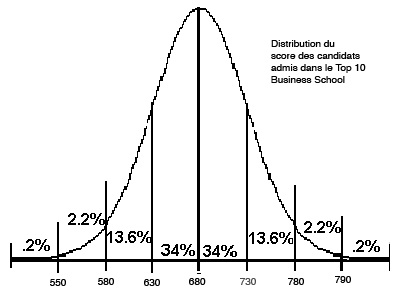 Distribution du
score des candidats
admis dans le Top 10
Business School
.2% 2.2% 13.6% 34% 34% 13.6% 2.2% .2%
550 580 630 680 730 780 790